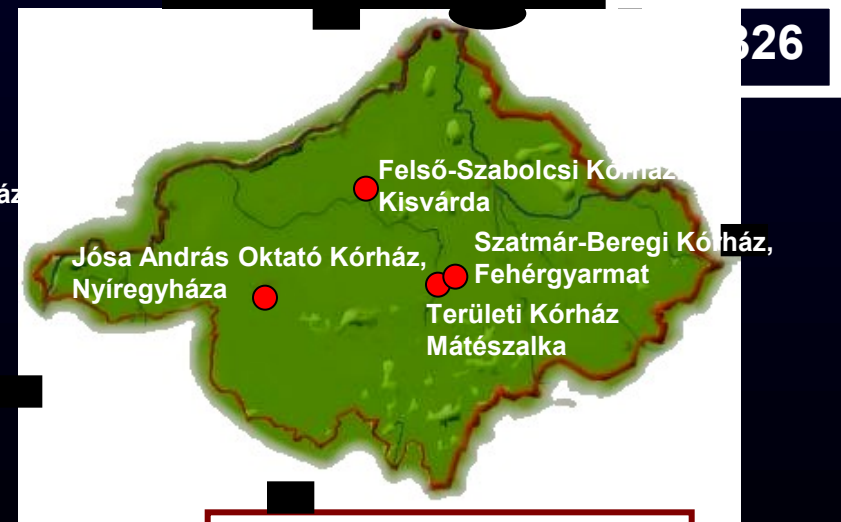 326
Felső-Szabolcsi Kórház,
Kisvárda
Szatmár-Beregi Kórház,
Fehérgyarmat
Jósa András Oktató Kórház,
Nyíregyháza
Területi Kórház
Mátészalka